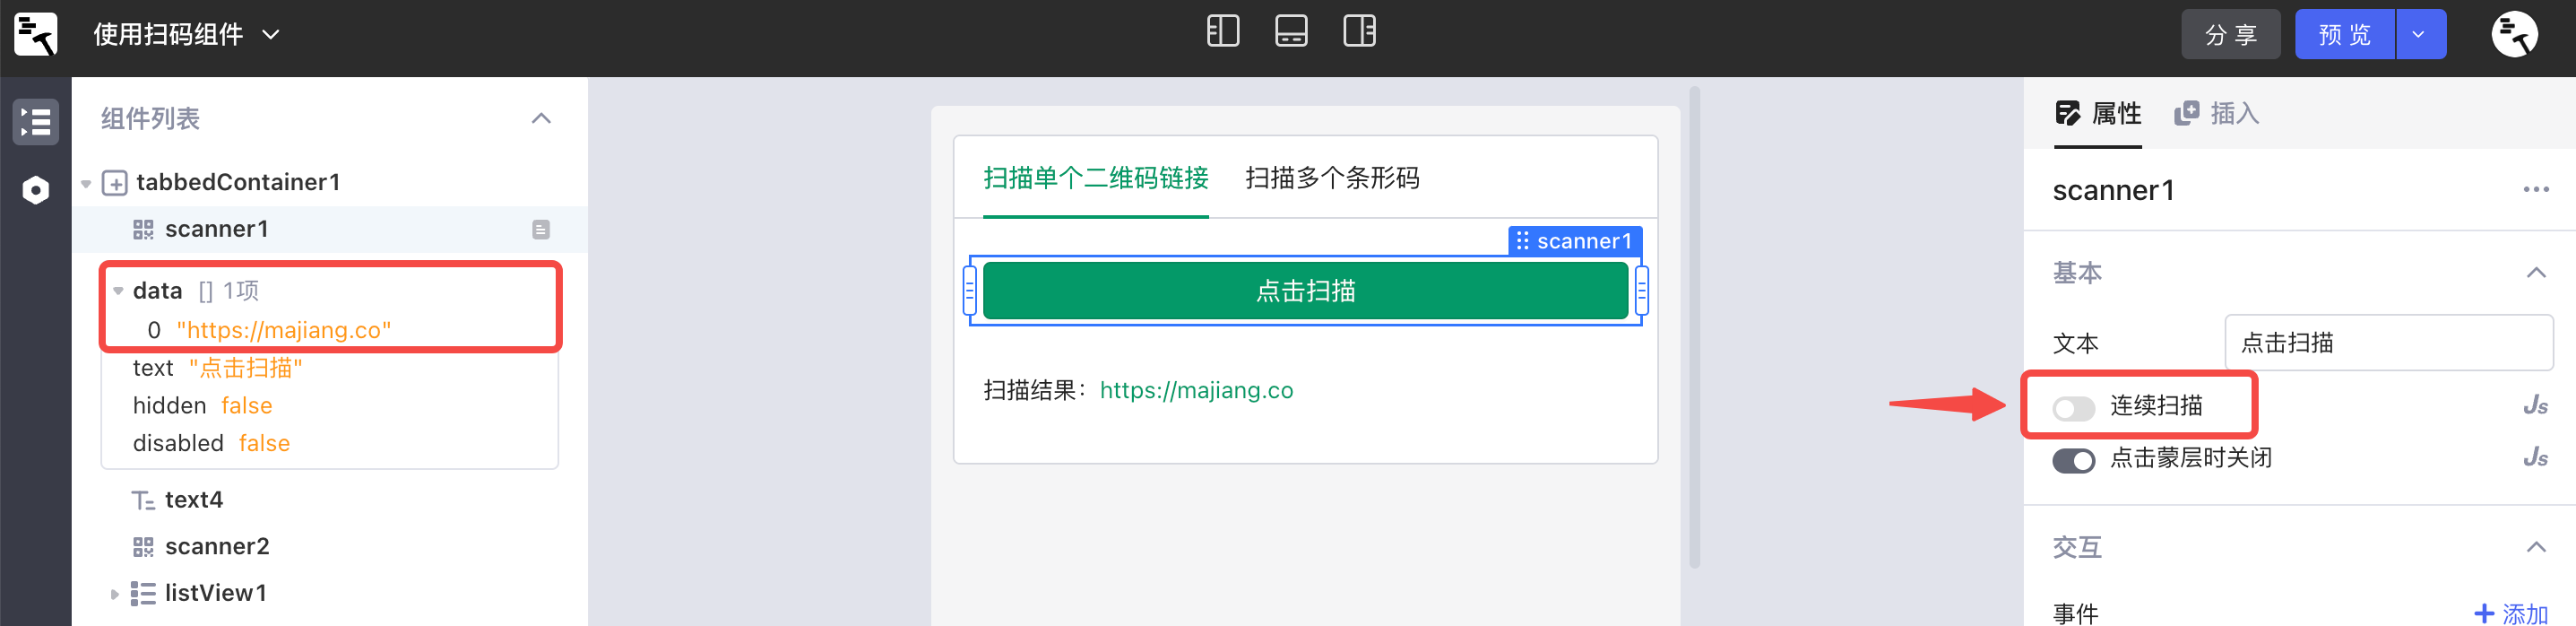 使用扫码组件
分享
预览
组件列表
tabbedContainer1
scanner1
data [] 1项
0 "https://majiang.co"
text "点击扫描"
hidden false
disabled false
text4
scanner2
listView1
扫描单个二维码链接 扫描多个条形码
scanner1
点击扫描
扫描结果：https://majiang.co
属性 插入
scanner1
基本
文本 点击扫描
连续扫描 Js
点击蒙层时关闭 Js
交互
事件 + 添加